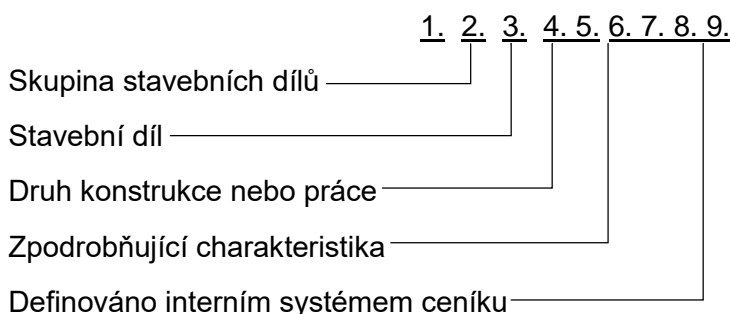 1. 2. 3. 4. 5. 6. 7. 8. 9.
Skupina stavebních dílů
Stavební díl
Druh konstrukce nebo práce
Zpodrobňující charakteristika
Definováno interním systémem ceníku